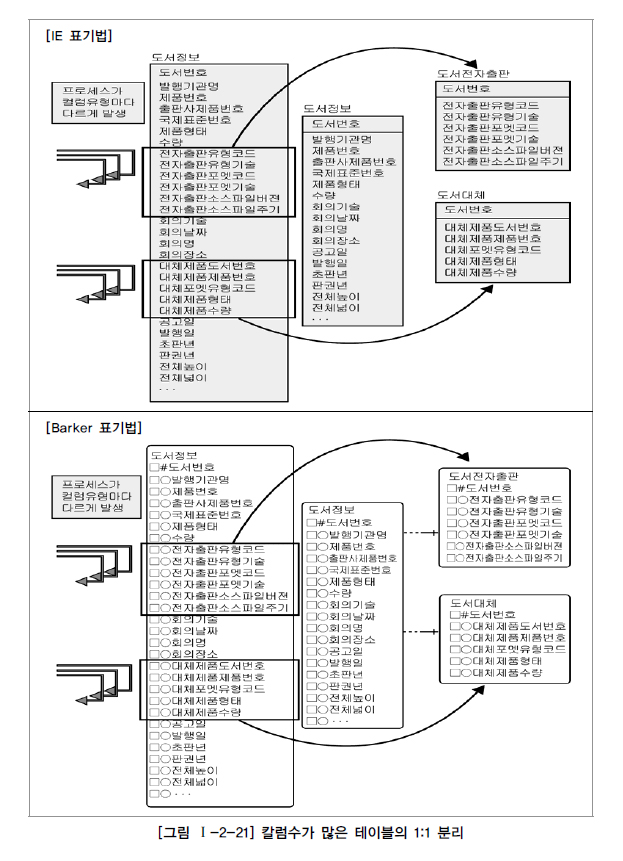 [IE 표기법]
프로세스가
컬럼유형마다
다르게 발생
도서정보
도서번호
발행기관명
제품번호
출판사제품번호
국제표준번호
제품형태
수량
전자출판유형코드
전자출판유형기술
전자출판포멧코드
전자출판포멧기술
전자출판소스파일버젼
전자출판소스파일주기
회의기술
회의날짜
회의명
회의장소
대체제품도서번호
대체제품제품번호
대체포멧유형코드
대체제품형태
대체제품수량
공고일
발행일
초판년
판권년
전체높이
전체넓이
. . .
도서정보
도서번호
발행기관명
제품번호
출판사제품번호
국제표준번호
제품형태
수량
회의기술
회의날짜
회의명
회의장소
공고일
발행일
초판년
판권년
전체높이
전체넓이
. . .
도서전자출판
도서번호
전자출판유형코드
전자출판유형기술
전자출판포멧코드
전자출판포멧기술
전자출판소스파일버젼
전자출판소스파일주기
도서대체
도서번호
대체제품도서번호
대체제품제품번호
대체포멧유형코드
대체제품형태
대체제품수량
[Barker 표기법]
프로세스가
컬럼유형마다
다르게 발생
도서정보
□#도서번호
□○발행기관명
□○제품번호
□○출판사제품번호
□○국제표준번호
□○제품형태
□○수량
□○전자출판유형코드
□○전자출판유형기술
□○전자출판포멧코드
□○전자출판포멧기술
□○전자출판소스파일버젼
□○전자출판소스파일주기
□○회의기술
□○회의날짜
□○회의명
□○회의장소
□○대체제품도서번호
□○대체제품제품번호
□○대체포멧유형코드
□○대체제품형태
□○대체제품수량
□○공고일
□○발행일
□○초판년
□○판권년
□○전체높이
□○전체넓이
□○ . . .
도서정보
□#도서번호
□○발행기관명
□○제품번호
□○출판사제품번호
□○국제표준번호
□○제품형태
□○수량
□○회의기술
□○회의날짜
□○회의명
□○회의장소
□○공고일
□○발행일
□○초판년
□○판권년
□○전체높이
□○전체넓이
□○ . . .
도서전자출판
□#도서번호
□○전자출판유형코드
□○전자출판유형기술
□○전자출판포멧코드
□○전자출판포멧기술
□○전자출판소스파일버젼
□○전자출판소스파일주기
도서대체
□#도서번호
□○대체제품도서번호
□○대체제품제품번호
□○대체포멧유형코드
□○대체제품형태
□○대체제품수량
[그림 Ⅰ-2-21] 칼럼수가 많은 테이블의 1:1 분리